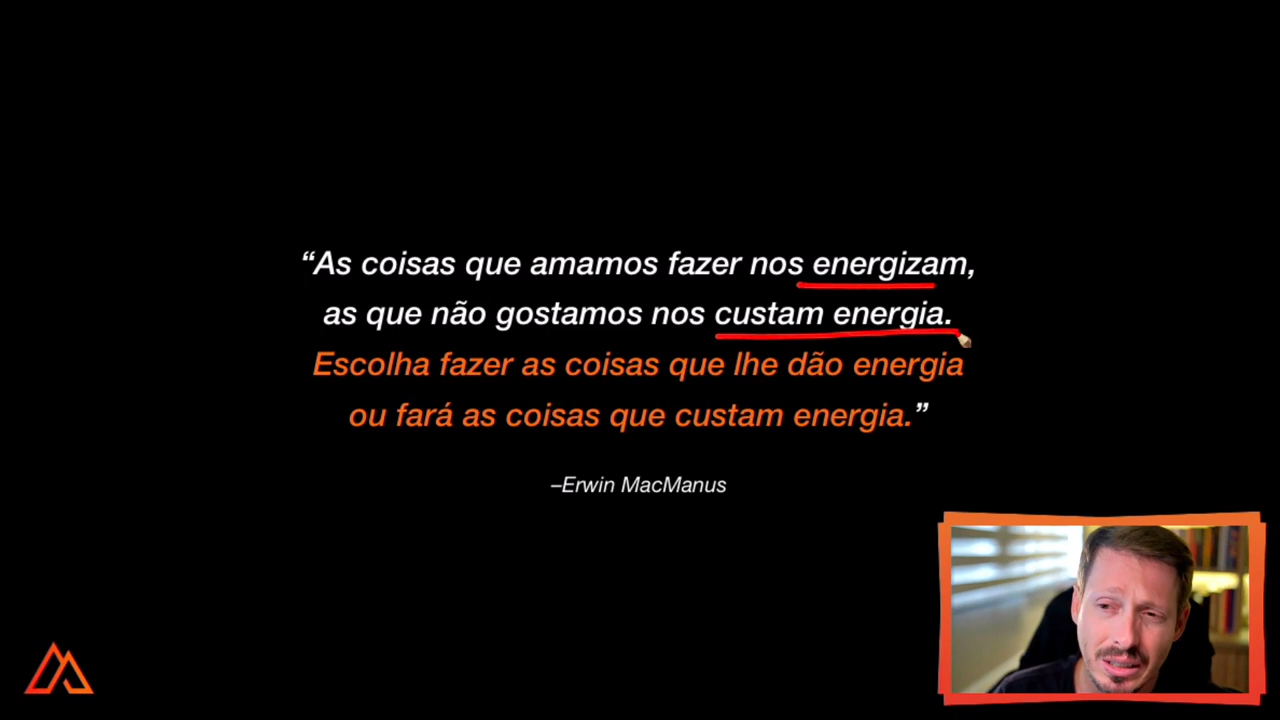 “As coisas que amamos fazer nos energizam,
as que não gostamos nos custam energia.
Escolha fazer as coisas que lhe dão energia
ou fará as coisas que custam energia.”
–Erwin MacManus